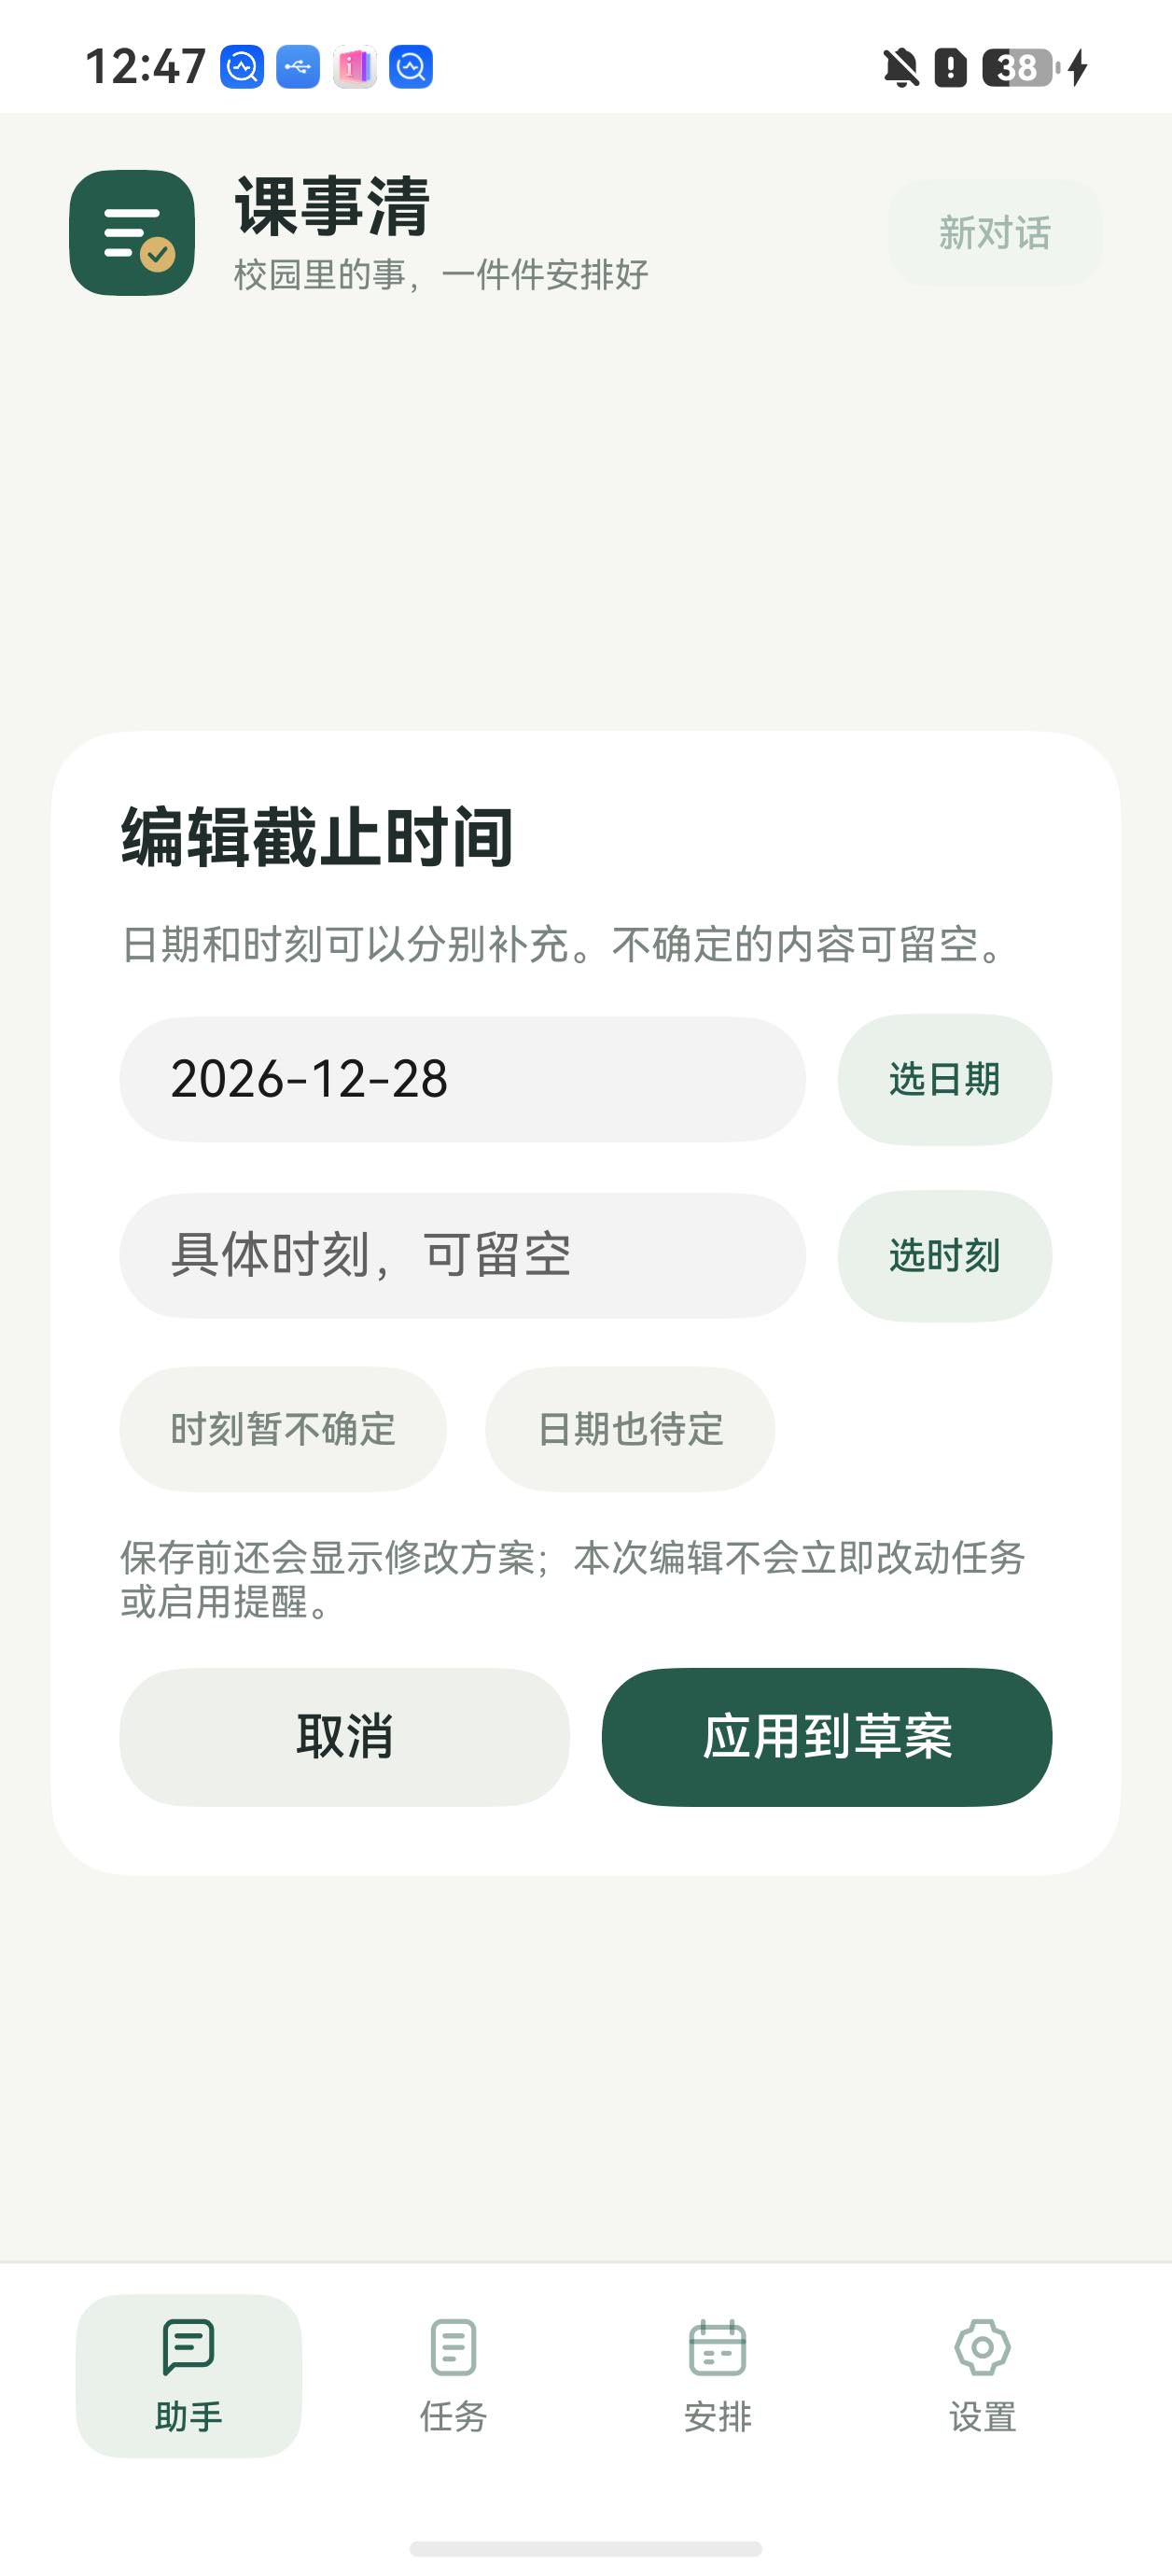 12:47
38
课事清
校园里的事，一件件安排好
新对话
编辑截止时间
日期和时刻可以分别补充。不确定的内容可留空。
2026-12-28
选日期
具体时刻，可留空
选时刻
时刻暂不确定
日期也待定
保存前还会显示修改方案；本次编辑不会立即改动任务
或启用提醒。
取消
应用到草案
助手
任务
安排
设置